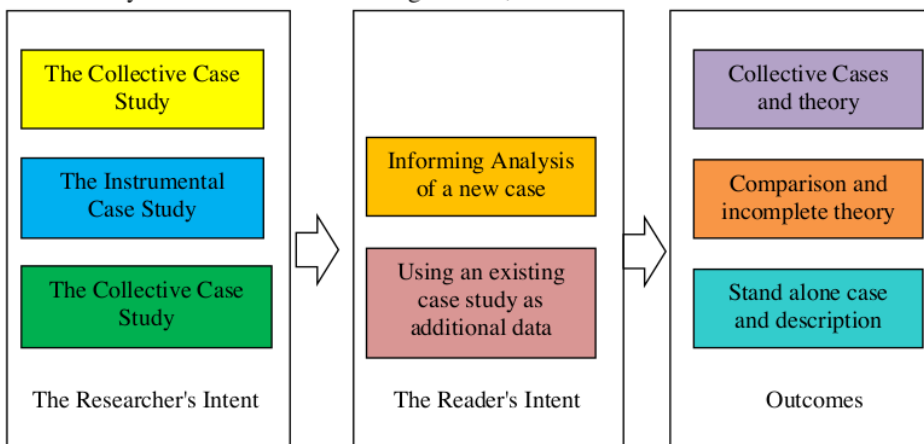 The Collective Case
Study
The Instrumental
Case Study
The Collective Case
Study
The Researcher's Intent
Informing Analysis
of a new case
Using an existing
case study as
additional data
The Reader's Intent
Collective Cases
and theory
Comparison and
incomplete theory
Stand alone case
and description
Outcomes